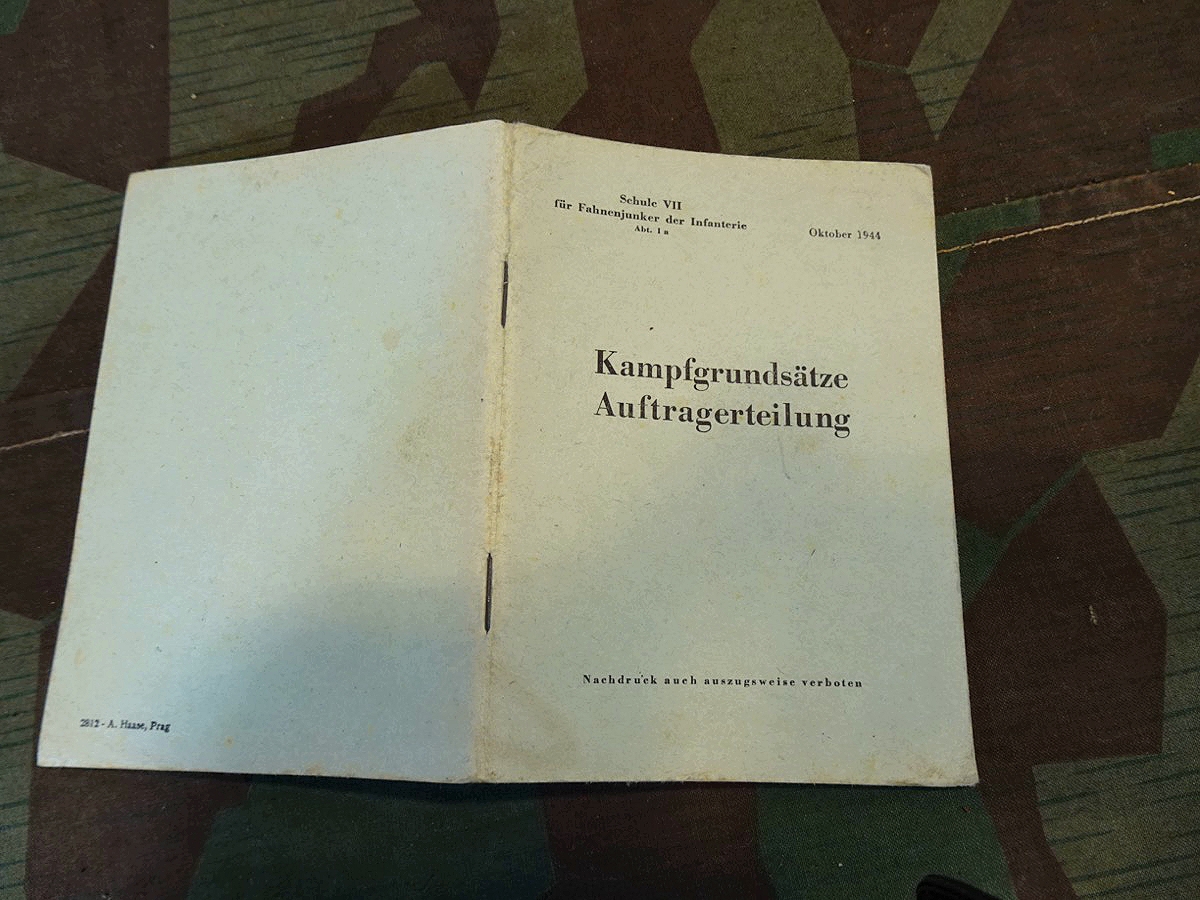 Schule VII
für Fahnenjunker der Infanterie
Abt. I a
Oktober 1944
Kampfgrundsätze
Auftragerteilung
Nachdruck auch auszugsweise verboten
2812 - A. Haase, Prag